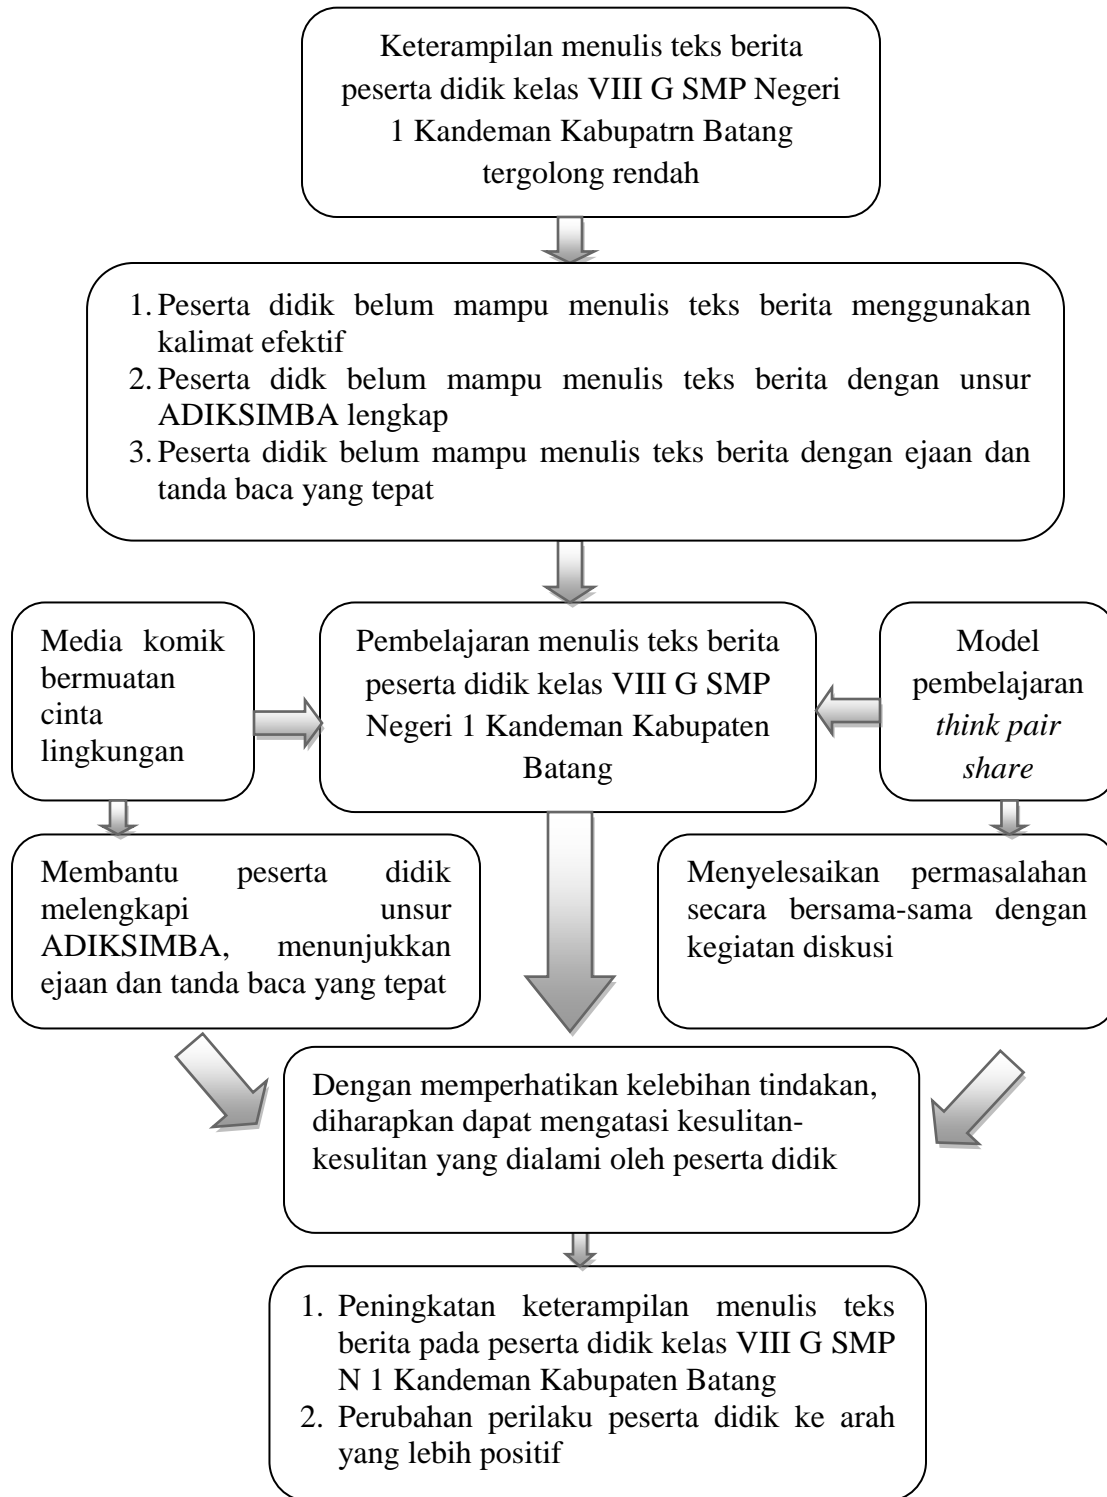 Keterampilan menulis teks berita
peserta didik kelas VIII G SMP Negeri
1 Kandeman Kabupatrn Batang
tergolong rendah
1. Peserta didik belum mampu menulis teks berita menggunakan
kalimat efektif
2. Peserta didk belum mampu menulis teks berita dengan unsur
ADIKSIMBA lengkap
3. Peserta didik belum mampu menulis teks berita dengan ejaan dan
tanda baca yang tepat
Media komik
bermuatan
cinta
lingkungan
Pembelajaran menulis teks berita
peserta didik kelas VIII G SMP
Negeri 1 Kandeman Kabupaten
Batang
Model
pembelajaran
think pair
share
Membantu peserta didik
melengkapi unsur
ADIKSIMBA, menunjukkan
ejaan dan tanda baca yang tepat
Menyelesaikan permasalahan
secara bersama-sama dengan
kegiatan diskusi
Dengan memperhatikan kelebihan tindakan,
diharapkan dapat mengatasi kesulitan-
kesulitan yang dialami oleh peserta didik
1. Peningkatan keterampilan menulis teks
berita pada peserta didik kelas VIII G SMP
N 1 Kandeman Kabupaten Batang
2. Perubahan perilaku peserta didik ke arah
yang lebih positif